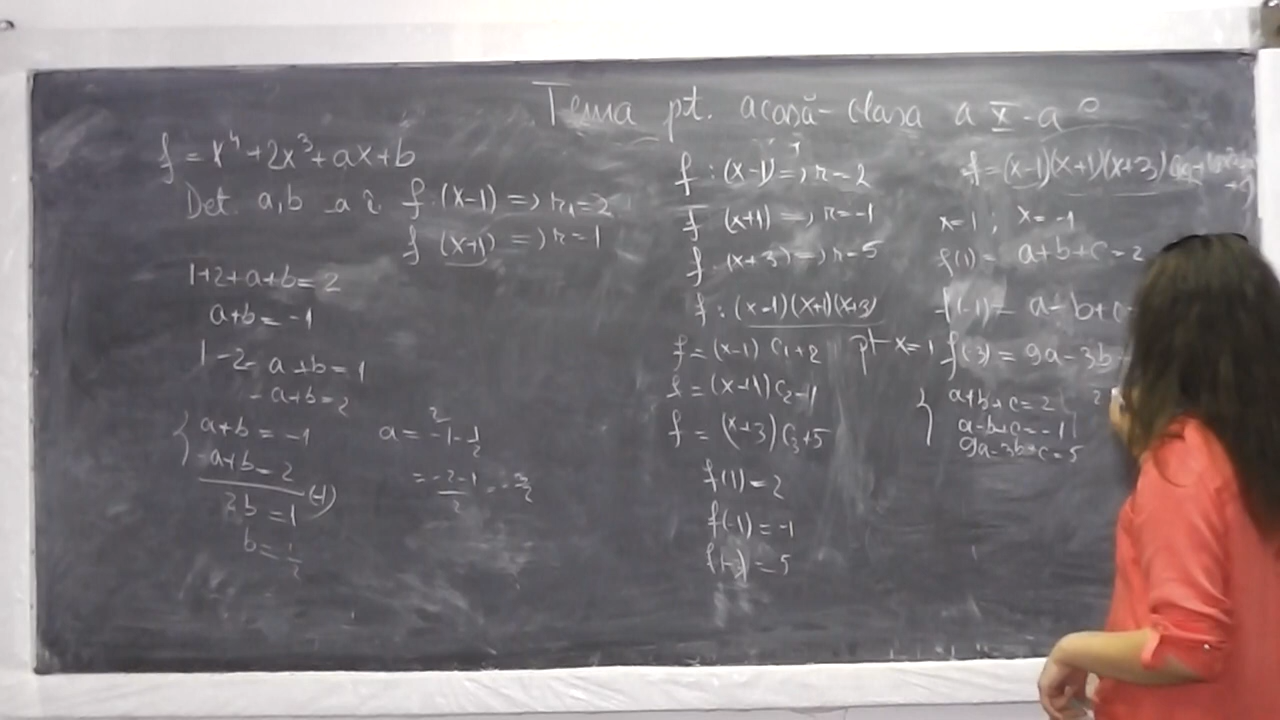 Tema pt. acasă - clasa a X-a
f = x⁴ + 2x³ + ax + b
Det. a, b a î f : (x-1) => r₁ = 2
f (x+1) => r = 1
1+2+a+b = 2
a+b = -1
1-2-a+b = 1
-a+b = 2
{ a+b = -1
-a+b = 2
2b = 1
b = 1/2
a = -1 - 1/2
= (-2-1)/2 = -3/2
f : (x-1) => r = 2
f (x+1) => r = -1
f : (x+3) => r = 5
f : (x-1)(x+1)(x+3)
f = (x-1) C₁ + 2 pt x = 1
f = (x+1) C₂ - 1
f = (x+3) C₃ + 5
f(1) = 2
f(-1) = -1
f(-3) = 5
f = (x-1)(x+1)(x+3)
x = 1 ; x = -1
f(1) = a+b+c = 2
f(-1) = a-b+c
f(3) = 9a-3b
{ a+b+c = 2
a-b+c = -1
9a-3b+c = 5